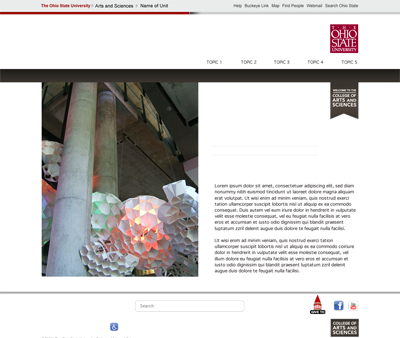 The Ohio State University Arts and Sciences Name of Unit
Help Buckeye Link Map Find People Webmail Search Ohio State
THE
OHIO
STATE
UNIVERSITY
TOPIC 1 TOPIC 2 TOPIC 3 TOPIC 4 TOPIC 5
WELCOME TO THE
COLLEGE OF
ARTS AND
SCIENCES
Lorem ipsum dolor sit amet, consectetuer adipiscing elit, sed diam
nonummy nibh euismod tincidunt ut laoreet dolore magna aliquam
erat volutpat. Ut wisi enim ad minim veniam, quis nostrud exerci
tation ullamcorper suscipit lobortis nisl ut aliquip ex ea commodo
consequat. Duis autem vel eum iriure dolor in hendrerit in vulputate
velit esse molestie consequat, vel eu feugiat nulla facilisis at vero
eros et accumsan et iusto odio dignissim qui blandit praesent
luptatum zzril delenit augue duis dolore te feugait nulla facilisi.
Ut wisi enim ad minim veniam, quis nostrud exerci tation
ullamcorper suscipit lobortis nisl ut aliquip ex ea commodo
consequat. Duis autem vel eum iriure dolor in hendrerit in vulputate
velit esse molestie consequat, vel
illum dolore eu feugiat nulla facilisis at vero eros et accumsan et
iusto odio dignissim qui blandit praesent luptatum zzril delenit
augue duis dolore te feugait nulla facilisi.
Search
GIVE TO
f
You
Tube
COLLEGE OF
ARTS AND
SCIENCES